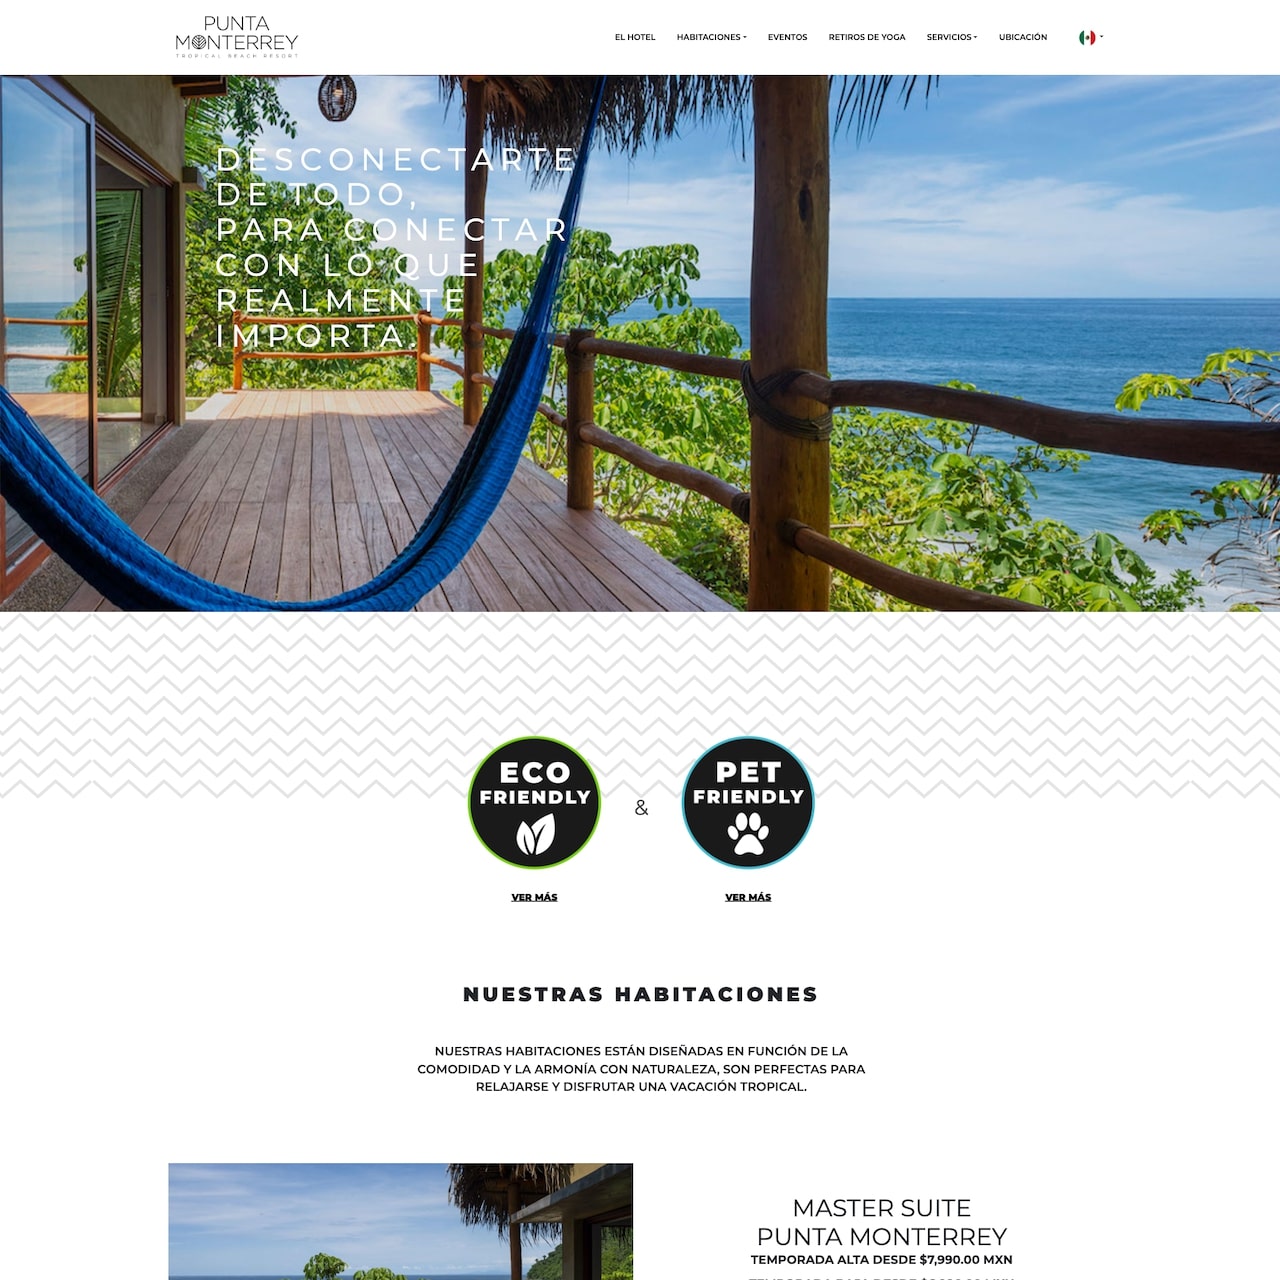 PUNTA
MONTERREY
TROPICAL BEACH RESORT
EL HOTEL
HABITACIONES
EVENTOS
RETIROS DE YOGA
SERVICIOS
UBICACIÓN
DESCONECTARTE
DE TODO,
PARA CONECTAR
CON LO QUE
REALMENTE
IMPORTA.
ECO
FRIENDLY
&
PET
FRIENDLY
VER MÁS
VER MÁS
NUESTRAS HABITACIONES
NUESTRAS HABITACIONES ESTÁN DISEÑADAS EN FUNCIÓN DE LA
COMODIDAD Y LA ARMONÍA CON NATURALEZA, SON PERFECTAS PARA
RELAJARSE Y DISFRUTAR UNA VACACIÓN TROPICAL.
MASTER SUITE
PUNTA MONTERREY
TEMPORADA ALTA DESDE $7,990.00 MXN